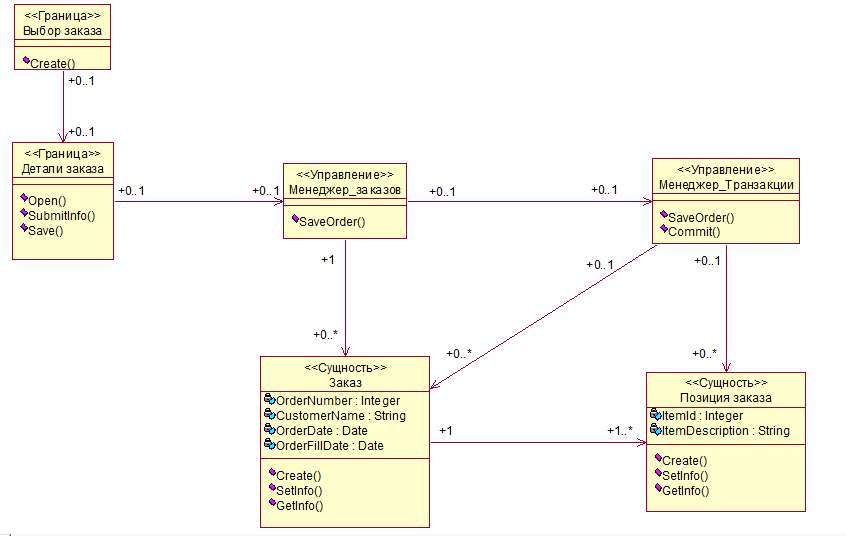 <<Граница>>
Выбор заказа
Create()
+0..1
+0..1
<<Граница>>
Детали заказа
Open()
SubmitInfo()
Save()
+0..1
+0..1
<<Управление>>
Менеджер_заказов
SaveOrder()
+0..1
+0..1
<<Управление>>
Менеджер_Транзакции
SaveOrder()
Commit()
+1
+0..*
+0..1
+0..*
+0..1
+0..*
<<Сущность>>
Заказ
OrderNumber : Integer
CustomerName : String
OrderDate : Date
OrderFillDate : Date
Create()
SetInfo()
GetInfo()
+1
+1..*
<<Сущность>>
Позиция заказа
ItemId : Integer
ItemDescription : String
Create()
SetInfo()
GetInfo()